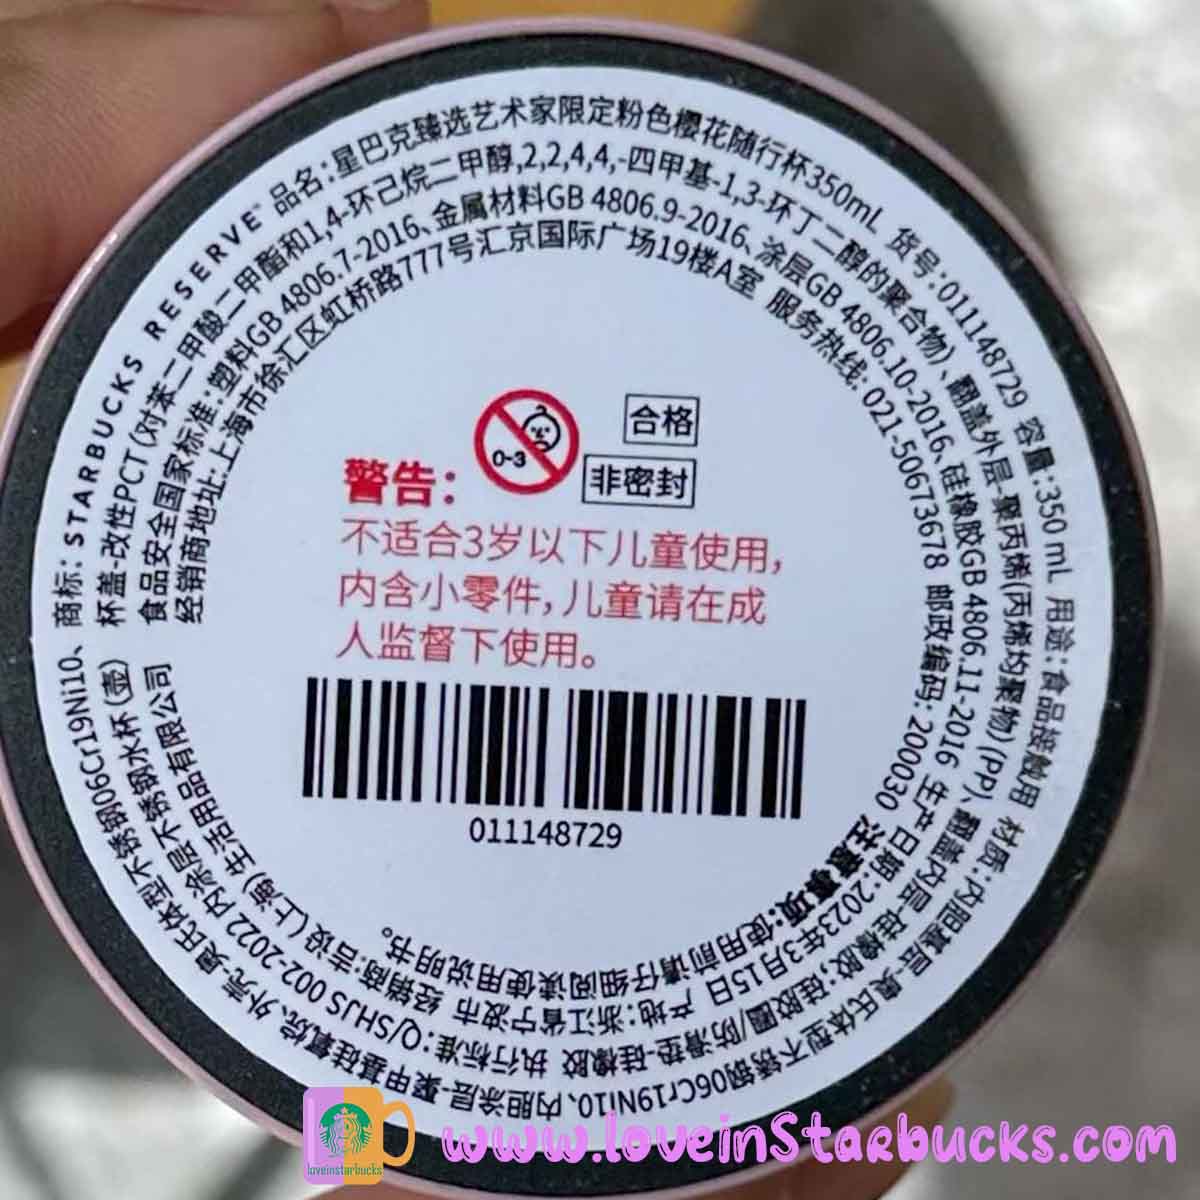 商标: STARBUCKS RESERVE™ 品名:星巴克臻选艺术家限定粉色樱花随行杯350mL 货号:011148729 容量:350 mL 用途:食品接触用 材质:内胆基层-奥氏体型不锈钢06Cr19Ni10、内胆涂层-聚甲基硅氧烷、外壳-奥氏体型不锈钢06Cr19Ni10、
杯盖-改性PCT(对苯二甲酸二甲酯和1,4-环己烷二甲醇,2,2,4,4,-四甲基-1,3-环丁二醇的聚合物)、翻盖外层-聚丙烯(丙烯均聚物)(PP)、翻盖内层-硅橡胶;硅胶圈/防滑垫-硅橡胶 执行标准:Q/SHJS 002-2022 内涂层不锈钢水杯(壶)
食品安全国家标准:塑料GB 4806.7-2016、金属材料GB 4806.9-2016、涂层GB 4806.10-2016、硅橡胶GB 4806.11-2016 生产日期:2023年3月15日 产地:浙江省宁波市 经销商:吉设(上海)生活用品有限公司
经销商地址:上海市徐汇区虹桥路777号汇京国际广场19楼A室 服务热线: 021-50673678 邮政编码: 200030 注意事项:使用前请仔细阅读使用说明书。
0-3
合格
警告:
非密封
不适合3岁以下儿童使用,
内含小零件, 儿童请在成
人监督下使用。
011148729
loveinstarbucks
www.loveinStarbucks.com